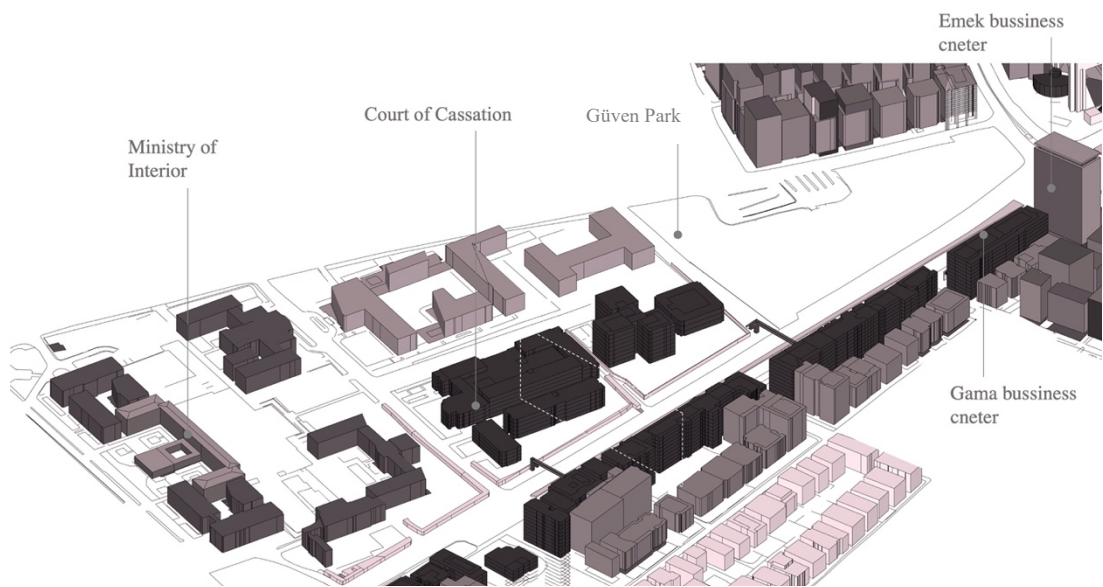 Emek bussiness
cneter
Court of Cassation
Güven Park
Ministry of
Interior
Gama bussiness
cneter